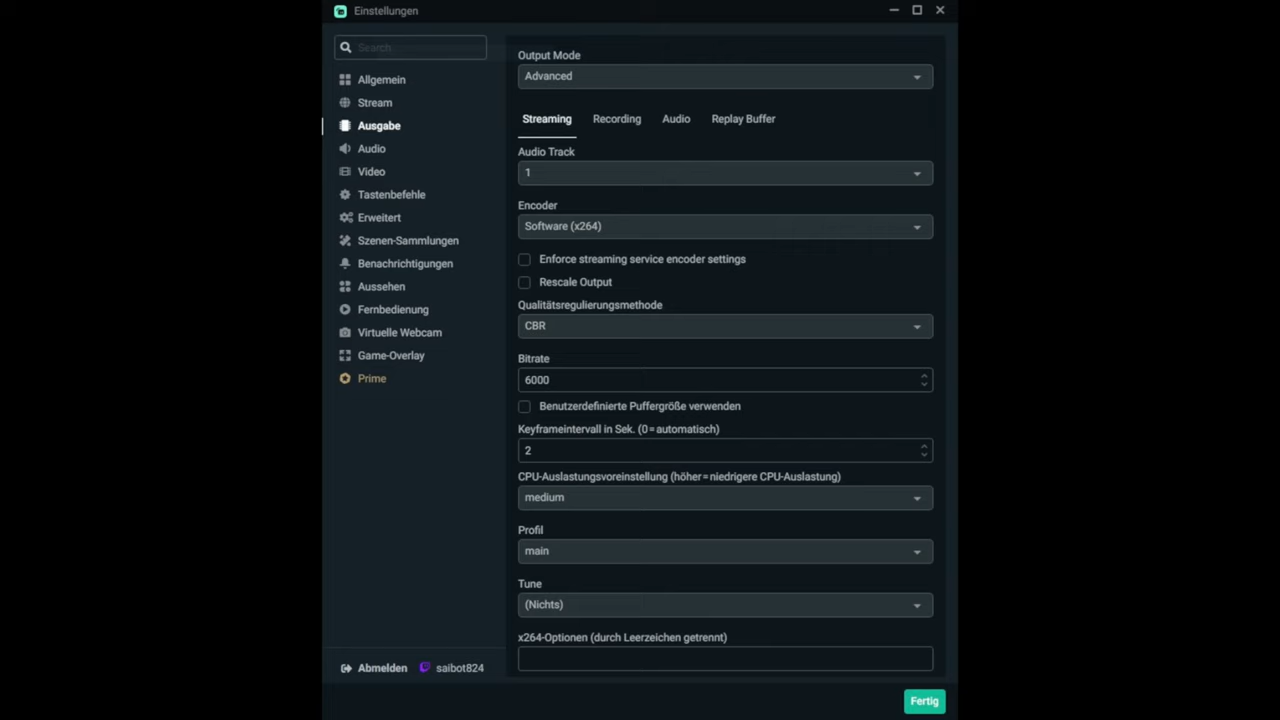 Einstellungen
Search...
Allgemein
Stream
Ausgabe
Audio
Video
Tastenbefehle
Erweitert
Szenen-Sammlungen
Benachrichtigungen
Aussehen
Fernbedienung
Virtuelle Webcam
Game-Overlay
Prime
Abmelden saibot824
Output Mode
Advanced
Streaming Recording Audio Replay Buffer
Audio Track
1
Encoder
Software (x264)
Enforce streaming service encoder settings
Rescale Output
Qualitätsregulierungsmethode
CBR
Bitrate
6000
Benutzerdefinierte Puffergröße verwenden
Keyframeintervall in Sek. (0=automatisch)
2
CPU-Auslastungsvoreinstellung (höher=niedrigere CPU-Auslastung)
medium
Profil
main
Tune
(Nichts)
x264-Optionen (durch Leerzeichen getrennt)
Fertig